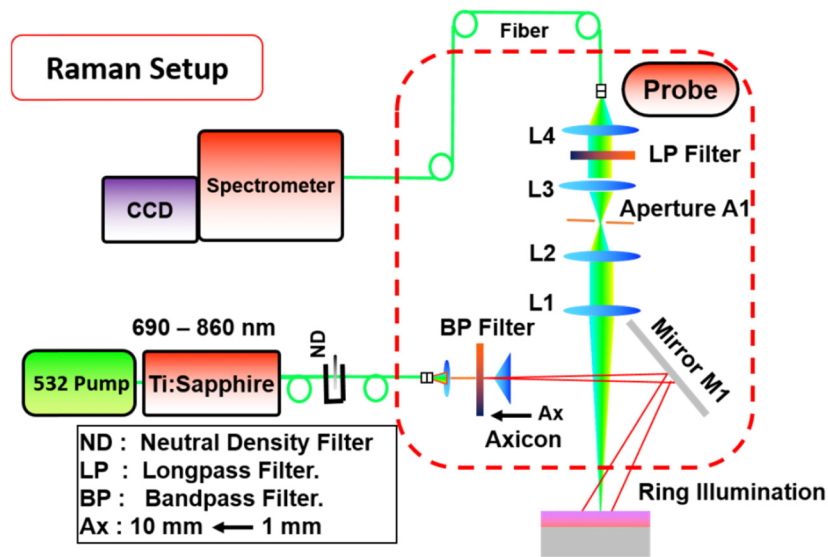 Fiber
Raman Setup
Probe
L4
LP Filter
Spectrometer
L3
CCD
Aperture A1
L2
L1
690 – 860 nm
ND
BP Filter
Mirror M1
532 Pump
Ti:Sapphire
Ax
Axicon
ND : Neutral Density Filter
LP : Longpass Filter.
BP : Bandpass Filter.
Ax : 10 mm ← 1 mm
Ring Illumination